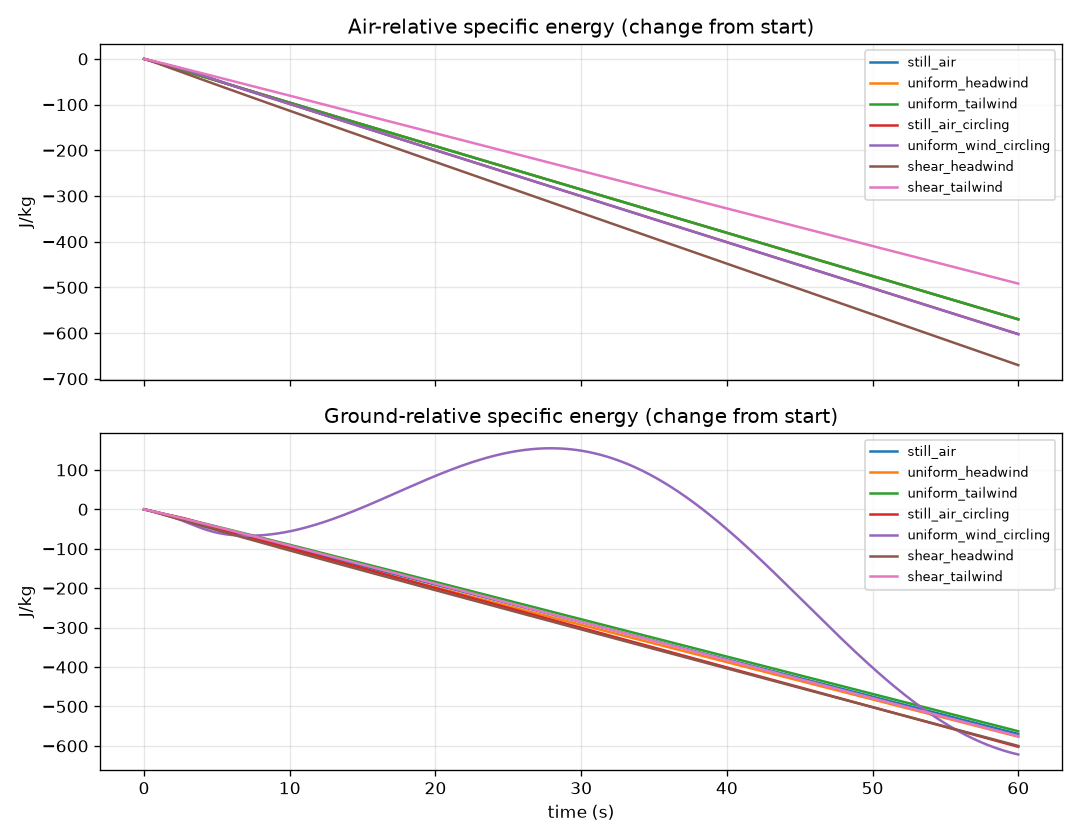 Air-relative specific energy (change from start)
0
−100
−200
−300
−400
−500
−600
−700
J/kg
still_air
uniform_headwind
uniform_tailwind
still_air_circling
uniform_wind_circling
shear_headwind
shear_tailwind
Ground-relative specific energy (change from start)
100
0
−100
−200
−300
−400
−500
−600
J/kg
still_air
uniform_headwind
uniform_tailwind
still_air_circling
uniform_wind_circling
shear_headwind
shear_tailwind
0 10 20 30 40 50 60
time (s)